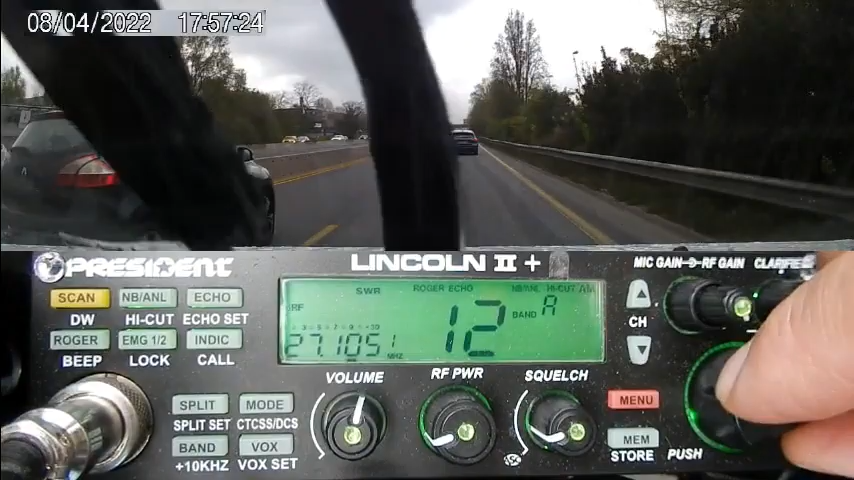 08/04/2022 17:57:24
PRESIDENT
LINCOLN II +
MIC GAIN RF GAIN CLARIFIER
SCAN NB/ANL ECHO
DW HI-CUT ECHO SET
ROGER EMG 1/2 INDIC
BEEP LOCK CALL
SWR ROGER ECHO NB/ANL HI-CUT
RF
12 BAND A
27.105 MHZ
CH
VOLUME RF PWR SQUELCH
SPLIT MODE
SPLIT SET CTCSS/DCS
BAND VOX
+10KHZ VOX SET
MENU
MEM
STORE PUSH